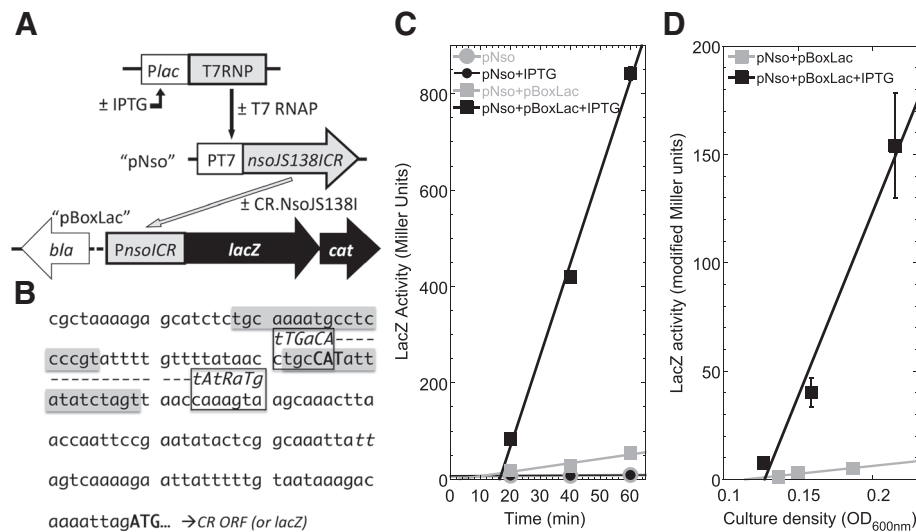 A
Plac
T7RNP
± IPTG
± T7 RNAP
"pNso"
PT7
nsoJS138ICR
± CR.NsoJS138I
"pBoxLac"
bla
PnsoICR
lacZ
cat
B
cgctaaaaga gcatctctgc aaaatgcctc
tTGaCA----
cccgtatttt gttttataac ctgcCATatt
---------- ---tAtRaTg
atatctagtt aaccaaagta agcaaactta
accaattccg aatatactcg gcaaattatt
agtcaaaaga attatttttg taataaagac
aaaattagATG... →CR ORF (or lacZ)
C
pNso
pNso+IPTG
pNso+pBoxLac
pNso+pBoxLac+IPTG
LacZ Activity (Miller Units)
800
600
400
200
0 10 20 30 40 50 60
Time (min)
D
pNso+pBoxLac
pNso+pBoxLac+IPTG
LacZ activity (modified Miller units)
200
150
100
50
0
0.1 0.15 0.2
Culture density (OD600nm)